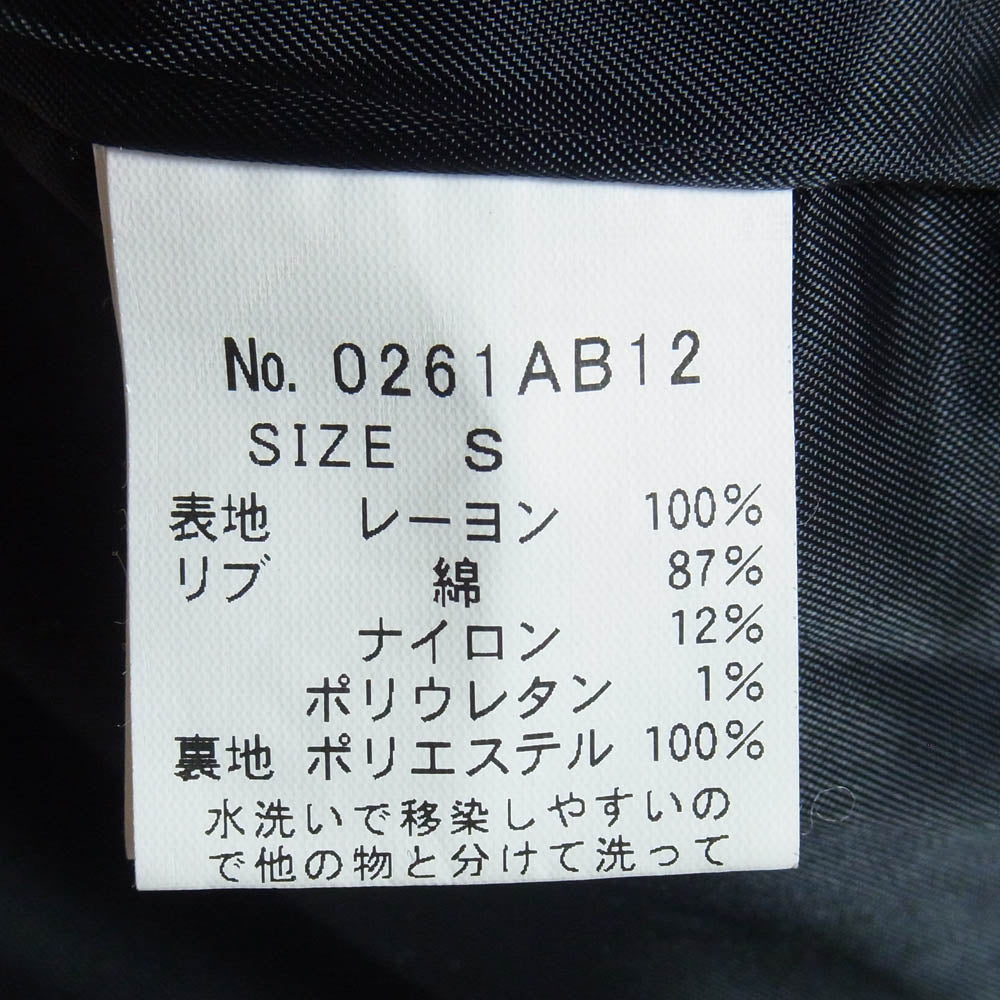 No. 0261AB12
SIZE S
表地 レーヨン 100%
リブ 綿 87%
ナイロン 12%
ポリウレタン 1%
裏地 ポリエステル 100%
水洗いで移染しやすいの
で他の物と分けて洗って